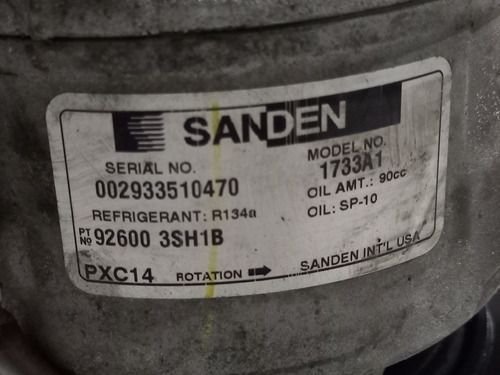 SANDEN
SERIAL NO.
002933510470
MODEL NO.
1733A1
REFRIGERANT: R134a
OIL AMT.: 90cc
OIL: SP-10
PT NO 92600 3SH1B
PXC14 ROTATION
SANDEN INT'L USA